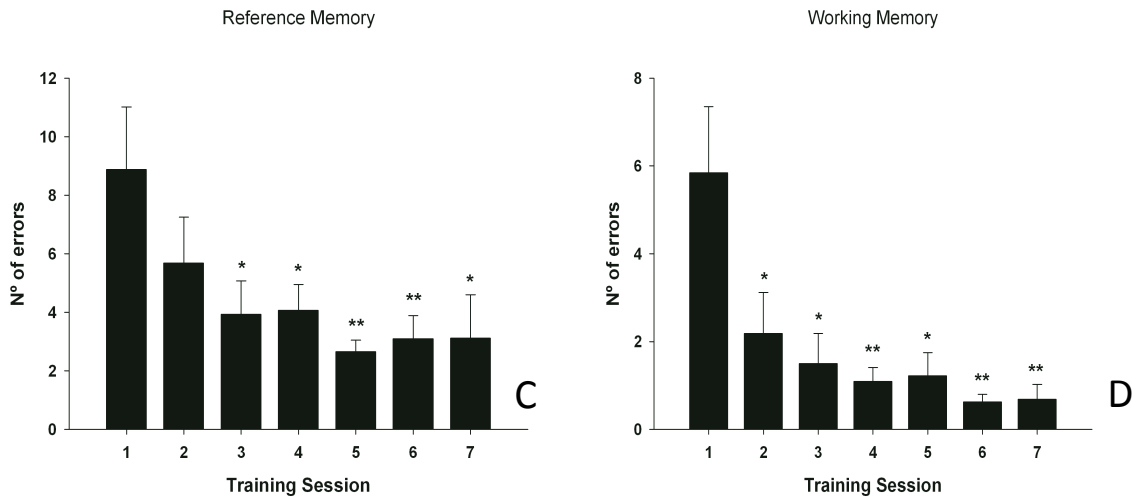 Reference Memory
12
10
8
6
4
2
0
Nº of errors
* * ** ** *
1 2 3 4 5 6 7
Training Session
C
Working Memory
8
6
4
2
0
Nº of errors
* * ** * ** **
1 2 3 4 5 6 7
Training Session
D